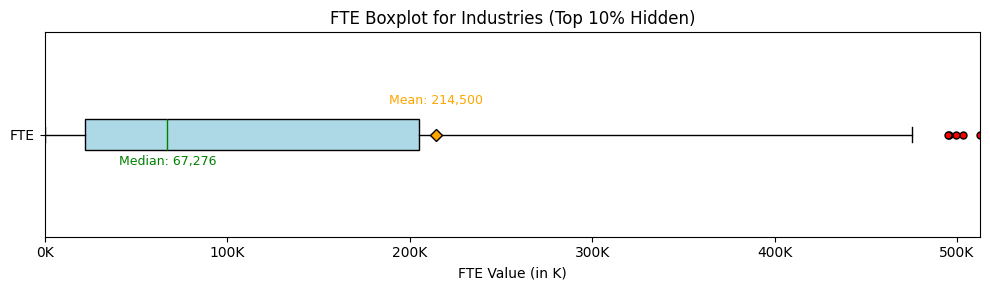 FTE Boxplot for Industries (Top 10% Hidden)
Mean: 214,500
FTE
Median: 67,276
0K 100K 200K 300K 400K 500K
FTE Value (in K)